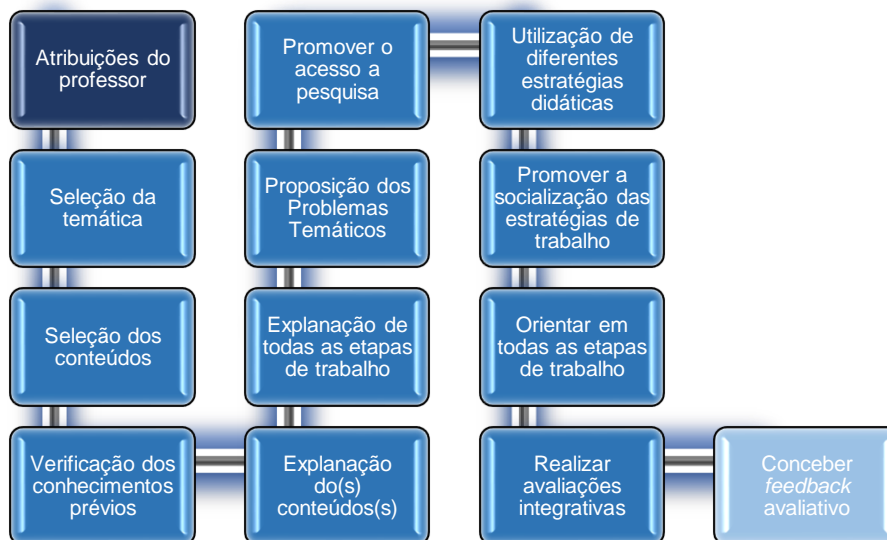 Atribuições do
professor
Seleção da
temática
Seleção dos
conteúdos
Verificação dos
conhecimentos
prévios
Explanação
do(s)
conteúdos(s)
Explanação de
todas as etapas
de trabalho
Proposição dos
Problemas
Temáticos
Promover o
acesso a
pesquisa
Utilização de
diferentes
estratégias
didáticas
Promover a
socialização das
estratégias de
trabalho
Orientar em
todas as etapas
de trabalho
Realizar
avaliações
integrativas
Conceber
feedback
avaliativo